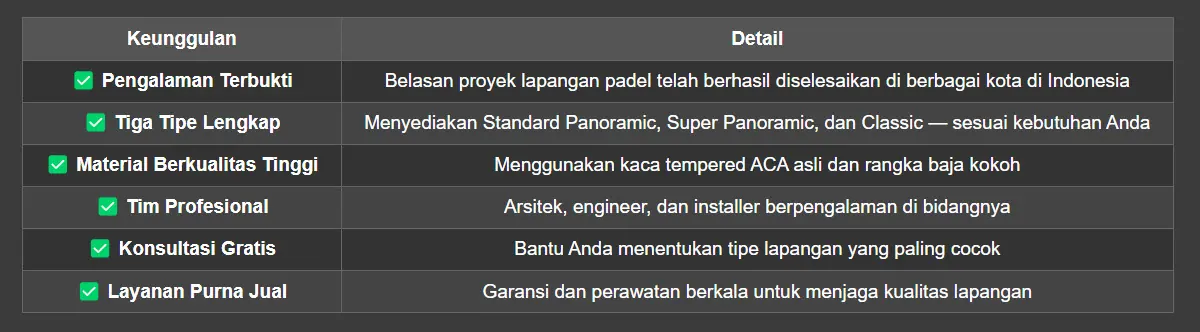 Keunggulan Detail
✅ Pengalaman Terbukti Belasan proyek lapangan padel telah berhasil diselesaikan di berbagai kota di Indonesia
✅ Tiga Tipe Lengkap Menyediakan Standard Panoramic, Super Panoramic, dan Classic — sesuai kebutuhan Anda
✅ Material Berkualitas Tinggi Menggunakan kaca tempered ACA asli dan rangka baja kokoh
✅ Tim Profesional Arsitek, engineer, dan installer berpengalaman di bidangnya
✅ Konsultasi Gratis Bantu Anda menentukan tipe lapangan yang paling cocok
✅ Layanan Purna Jual Garansi dan perawatan berkala untuk menjaga kualitas lapangan